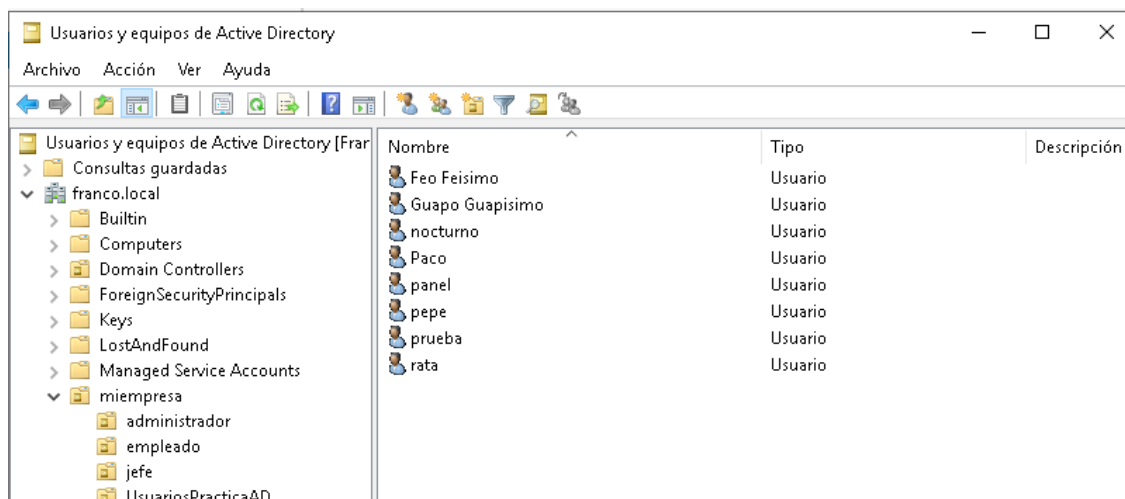 Usuarios y equipos de Active Directory
Archivo Acción Ver Ayuda
Usuarios y equipos de Active Directory [Fran
Consultas guardadas
franco.local
Builtin
Computers
Domain Controllers
ForeignSecurityPrincipals
Keys
LostAndFound
Managed Service Accounts
miempresa
administrador
empleado
jefe
UsuariosPracticaAD
Nombre Tipo Descripción
Feo Feisimo Usuario
Guapo Guapisimo Usuario
nocturno Usuario
Paco Usuario
panel Usuario
pepe Usuario
prueba Usuario
rata Usuario